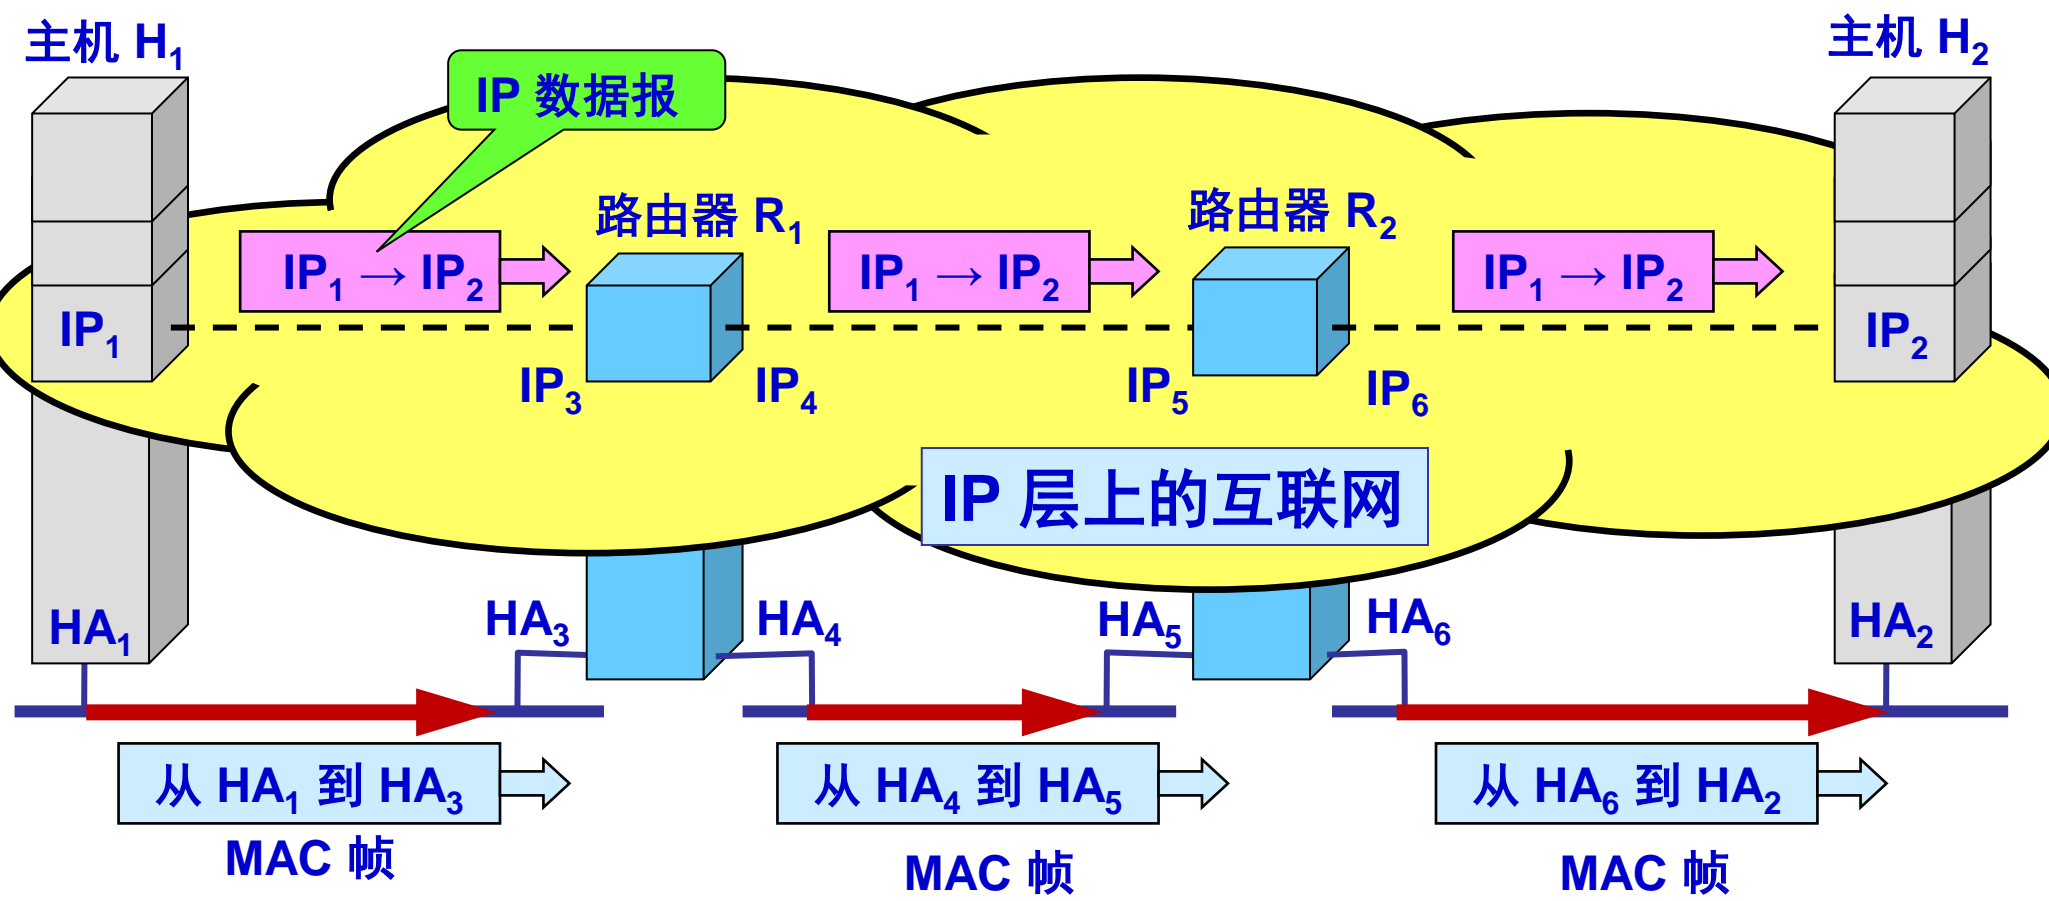 主机 H₁
主机 H₂
IP 数据报
路由器 R₁
路由器 R₂
IP₁ → IP₂
IP₁ → IP₂
IP₁ → IP₂
IP₁
IP₂
IP₃
IP₄
IP₅
IP₆
IP 层上的互联网
HA₁
HA₃
HA₄
HA₅
HA₆
HA₂
从 HA₁ 到 HA₃
从 HA₄ 到 HA₅
从 HA₆ 到 HA₂
MAC 帧
MAC 帧
MAC 帧